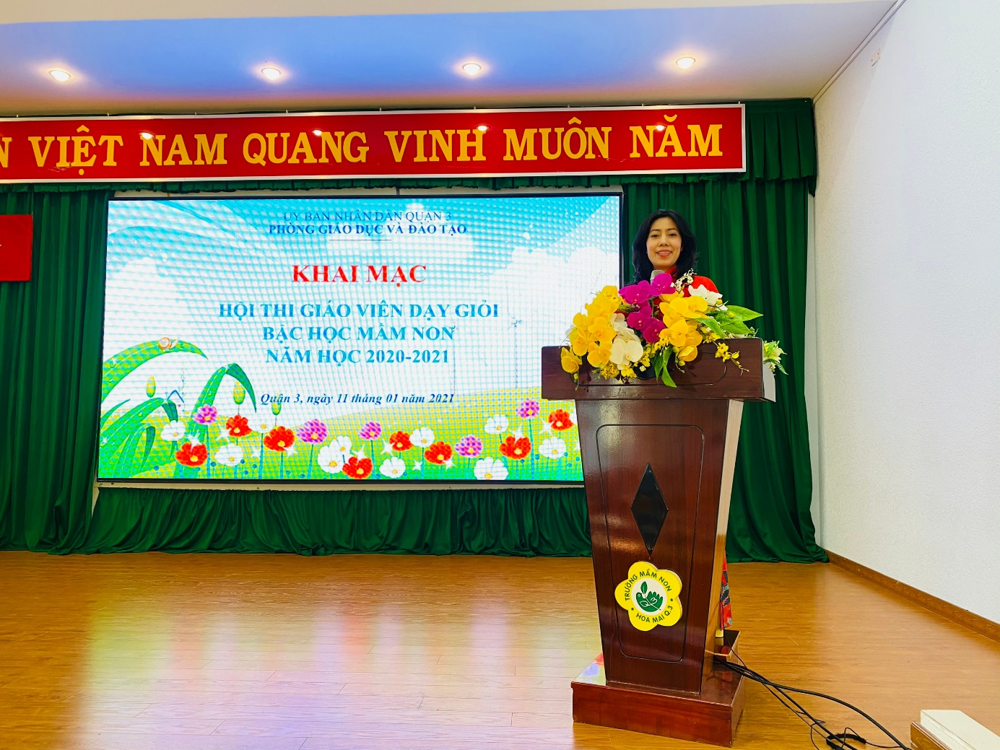 N VIỆT NAM QUANG VINH MUÔN NĂM
ỦY BAN NHÂN DÂN QUẬN 3
PHÒNG GIÁO DỤC VÀ ĐÀO TẠO
KHAI MẠC
HỘI THI GIÁO VIÊN DẠY GIỎI
BẬC HỌC MẦM NON
NĂM HỌC 2020-2021
Quận 3, ngày 11 tháng 01 năm 2021
TRƯỜNG MẦM NON
HOA MAI Q.3